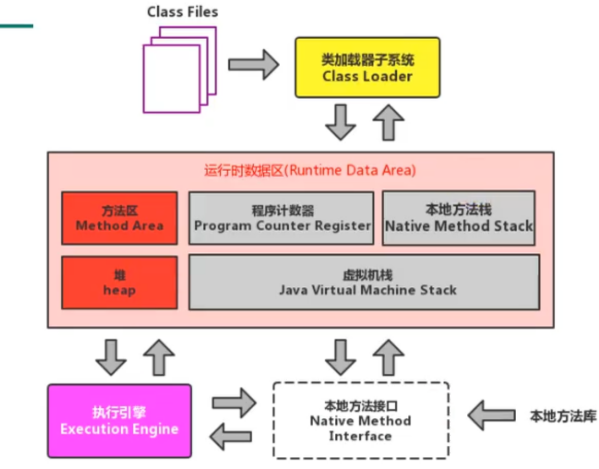 Class Files
类加载器子系统
Class Loader
运行时数据区(Runtime Data Area)
方法区
Method Area
程序计数器
Program Counter Register
本地方法栈
Native Method Stack
堆
heap
虚拟机栈
Java Virtual Machine Stack
执行引擎
Execution Engine
本地方法接口
Native Method
Interface
本地方法库